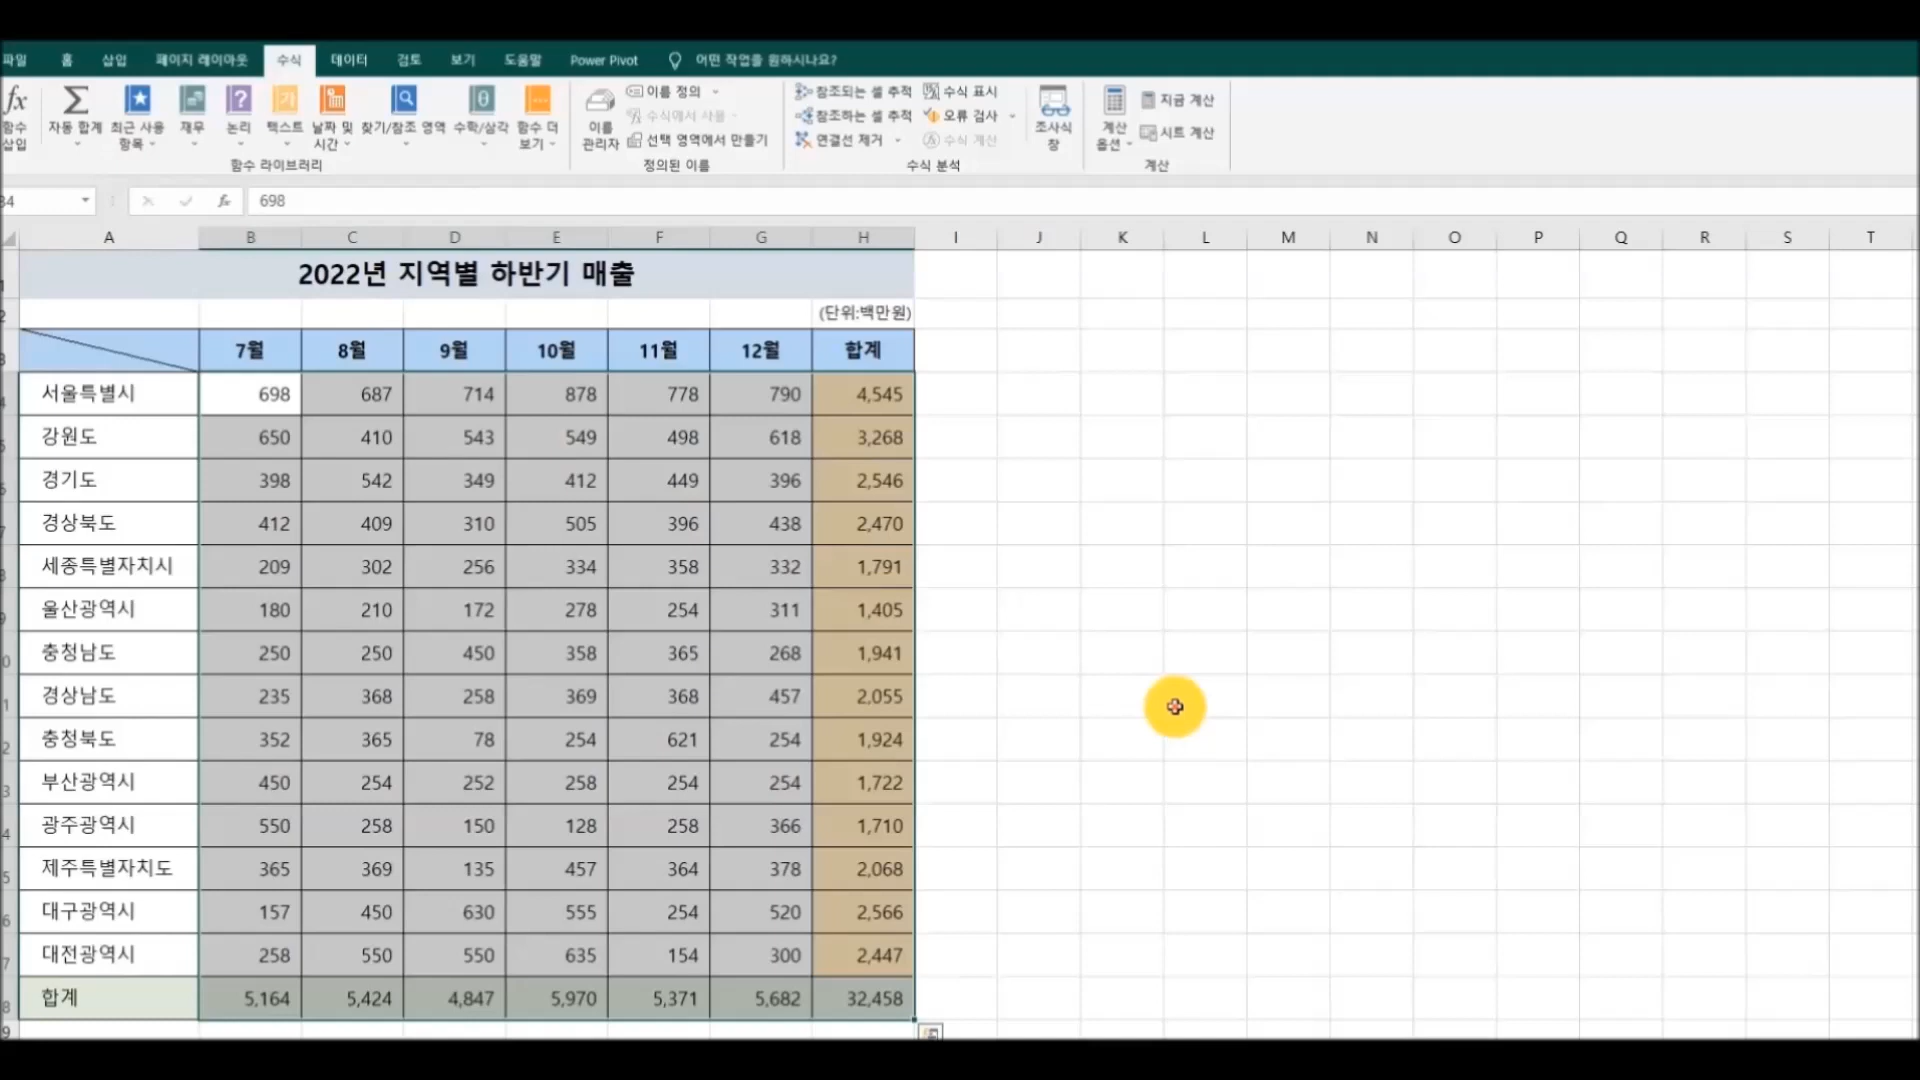 파일 홈 삽입 페이지 레이아웃 수식 데이터 검토 보기 도움말 Power Pivot 어떤 작업을 원하시나요?
fx 함수 삽입
Σ 자동 합계
최근 사용 항목
재무
논리
텍스트
날짜 및 시간
찾기/참조 영역
수학/삼각
함수 더 보기
함수 라이브러리
이름 관리자
이름 정의
수식에서 사용
선택 영역에서 만들기
정의된 이름
참조되는 셀 추적
참조하는 셀 추적
연결선 제거
수식 표시
오류 검사
수식 계산
조사식 창
수식 분석
계산 옵션
지금 계산
시트 계산
계산
34 fx 698
A B C D E F G H I J K L M N O P Q R S T
2022년 지역별 하반기 매출
(단위:백만원)
7월 8월 9월 10월 11월 12월 합계
서울특별시 698 687 714 878 778 790 4,545
강원도 650 410 543 549 498 618 3,268
경기도 398 542 349 412 449 396 2,546
경상북도 412 409 310 505 396 438 2,470
세종특별자치시 209 302 256 334 358 332 1,791
울산광역시 180 210 172 278 254 311 1,405
충청남도 250 250 450 358 365 268 1,941
경상남도 235 368 258 369 368 457 2,055
충청북도 352 365 78 254 621 254 1,924
부산광역시 450 254 252 258 254 254 1,722
광주광역시 550 258 150 128 258 366 1,710
제주특별자치도 365 369 135 457 364 378 2,068
대구광역시 157 450 630 555 254 520 2,566
대전광역시 258 550 550 635 154 300 2,447
합계 5,164 5,424 4,847 5,970 5,371 5,682 32,458